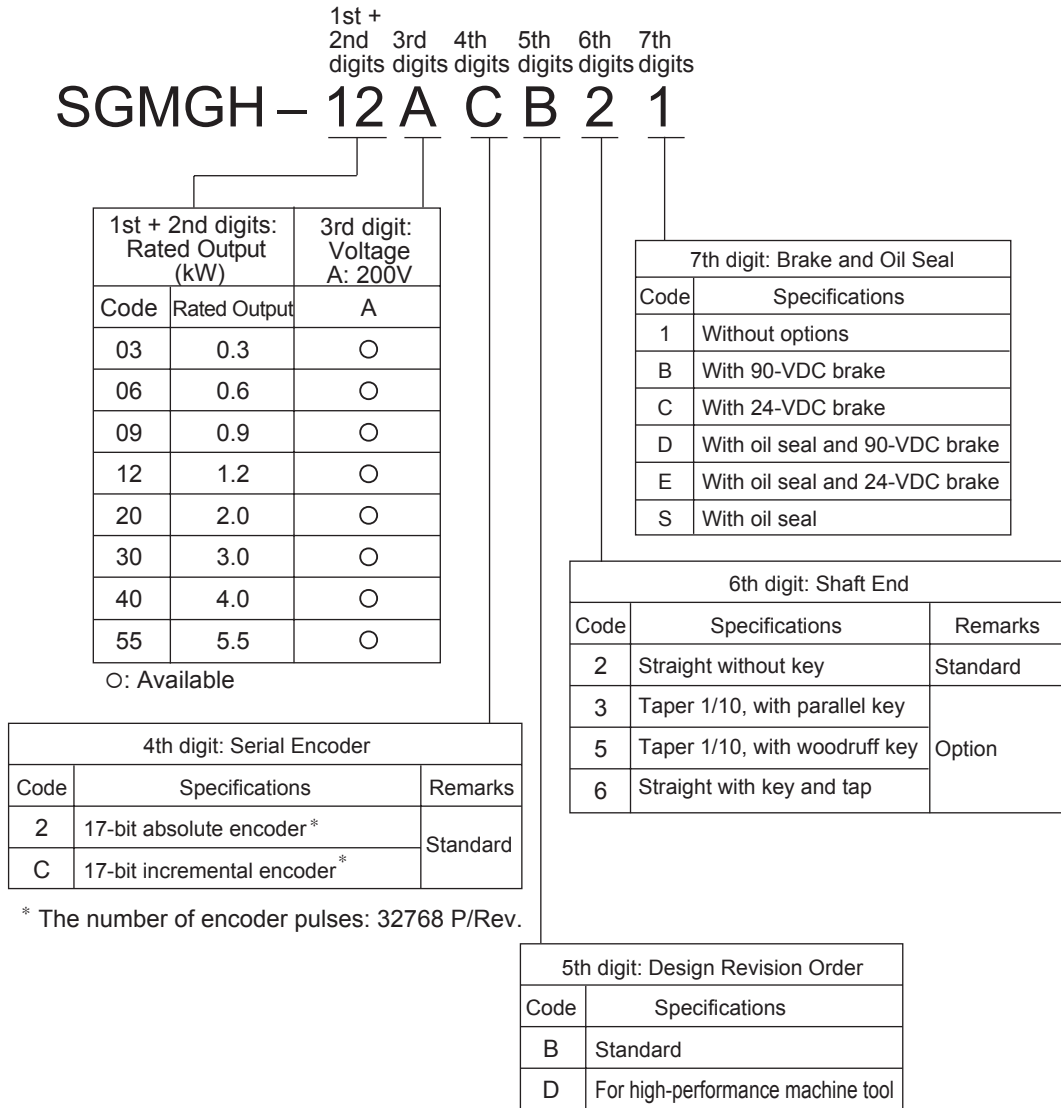 1st +
2nd 3rd 4th 5th 6th 7th
digits digits digits digits digits digits
SGMGH – 12 A C B 2 1
1st + 2nd digits:
Rated Output
(kW)
3rd digit:
Voltage
A: 200V
Code Rated Output A
03 0.3 ○
06 0.6 ○
09 0.9 ○
12 1.2 ○
20 2.0 ○
30 3.0 ○
40 4.0 ○
55 5.5 ○
○: Available
7th digit: Brake and Oil Seal
Code Specifications
1 Without options
B With 90-VDC brake
C With 24-VDC brake
D With oil seal and 90-VDC brake
E With oil seal and 24-VDC brake
S With oil seal
6th digit: Shaft End
Code Specifications Remarks
2 Straight without key Standard
3 Taper 1/10, with parallel key
5 Taper 1/10, with woodruff key Option
6 Straight with key and tap
4th digit: Serial Encoder
Code Specifications Remarks
2 17-bit absolute encoder*
Standard
C 17-bit incremental encoder*
* The number of encoder pulses: 32768 P/Rev.
5th digit: Design Revision Order
Code Specifications
B Standard
D For high-performance machine tool